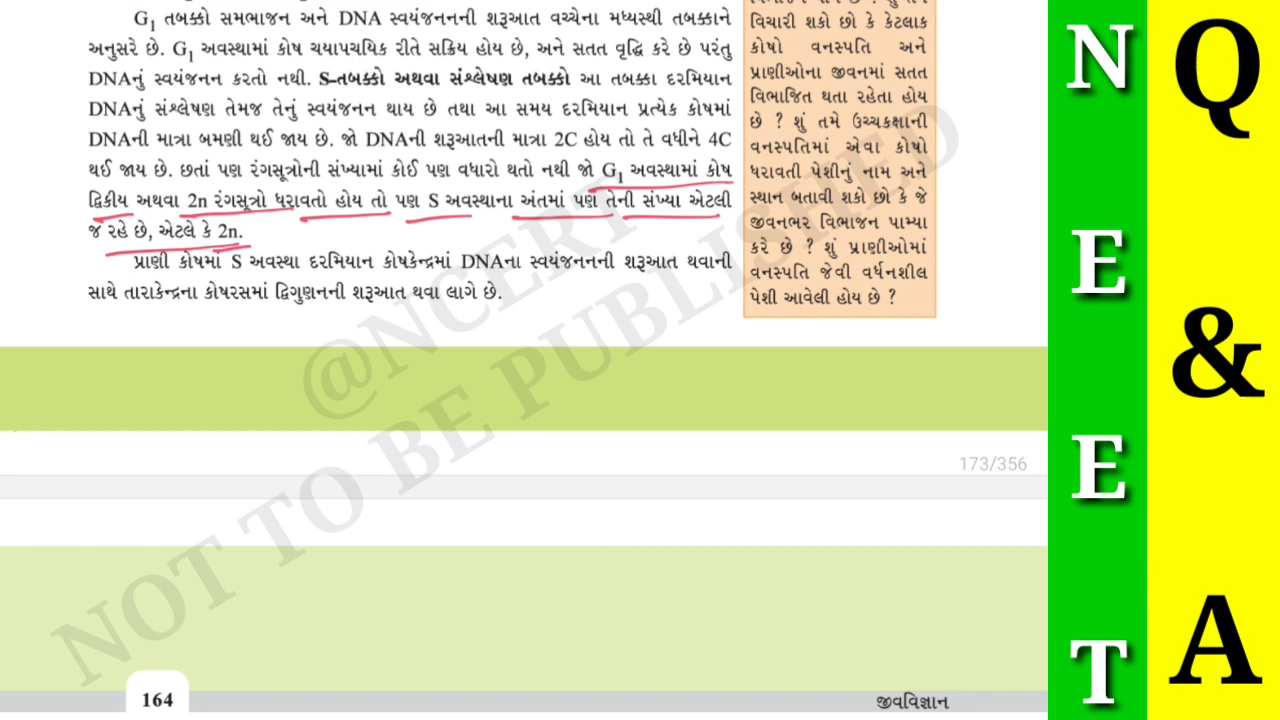 G1 તબક્કો સમભાજન અને DNA સ્વયંજનનની શરૂઆત વચ્ચેના મધ્યસ્થી તબક્કાને
અનુસરે છે. G1 અવસ્થામાં કોષ ચયાપચયિક રીતે સક્રિય હોય છે, અને સતત વૃદ્ધિ કરે છે પરંતુ
DNAનું સ્વયંજનન કરતો નથી. S-તબક્કો અથવા સંશ્લેષણ તબક્કો આ તબક્કા દરમિયાન
DNAનું સંશ્લેષણ તેમજ તેનું સ્વયંજનન થાય છે તથા આ સમય દરમિયાન પ્રત્યેક કોષમાં
DNAની માત્રા બમણી થઈ જાય છે. જો DNAની શરૂઆતની માત્રા 2C હોય તો તે વધીને 4C
થઈ જાય છે. છતાં પણ રંગસૂત્રોની સંખ્યામાં કોઈ પણ વધારો થતો નથી જો G1 અવસ્થામાં કોષ
દ્વિકીય અથવા 2n રંગસૂત્રો ધરાવતો હોય તો પણ S અવસ્થાના અંતમાં પણ તેની સંખ્યા એટલી
જ રહે છે, એટલે કે 2n.
પ્રાણી કોષમાં S અવસ્થા દરમિયાન કોષકેન્દ્રમાં DNAના સ્વયંજનનની શરૂઆત થવાની
સાથે તારાકેન્દ્રના કોષરસમાં દ્વિગુણનની શરૂઆત થવા લાગે છે.
વિચારી શકો છો કે કેટલાક
કોષો વનસ્પતિ અને
પ્રાણીઓના જીવનમાં સતત
વિભાજિત થતા રહેતા હોય
છે ? શું તમે ઉચ્ચકક્ષાની
વનસ્પતિમાં એવા કોષો
ધરાવતી પેશીનું નામ અને
સ્થાન બતાવી શકો છો કે જે
જીવનભર વિભાજન પામ્યા
કરે છે ? શું પ્રાણીઓમાં
વનસ્પતિ જેવી વર્ધનશીલ
પેશી આવેલી હોય છે ?
@NCERT
NOT TO BE PUBLISHED
173/356
164
જીવવિજ્ઞાન
N
E
E
T
Q
&
A